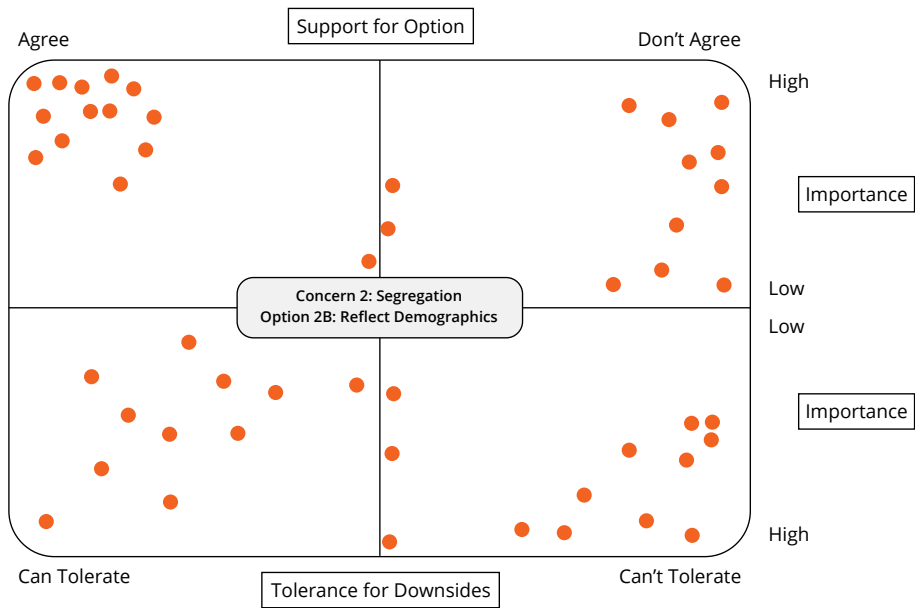 Support for Option
Agree
Don’t Agree
High
Importance
Low
Concern 2: Segregation
Option 2B: Reflect Demographics
Low
Importance
High
Can Tolerate
Tolerance for Downsides
Can’t Tolerate